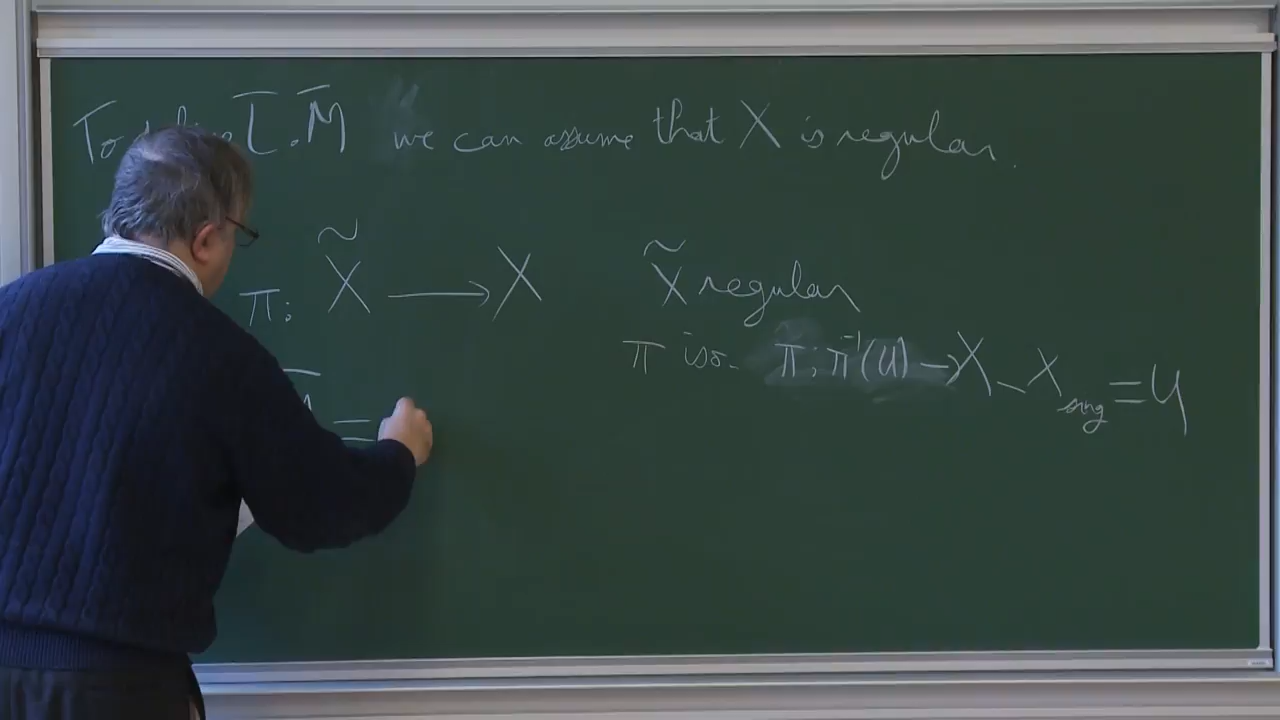 To define L̅.M̅ we can assume that X is regular.
π: X̃ → X X̃ regular
π iso. π: π⁻¹(U) → X − X_sing = U
=